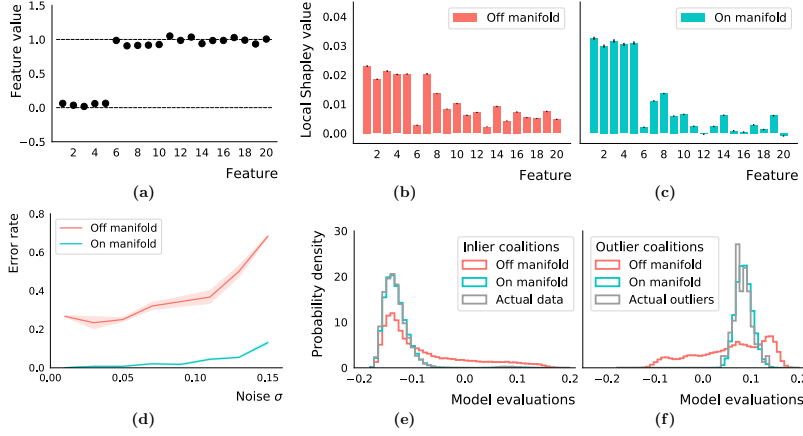 1.5
1.0
0.5
0.0
−0.5
Feature value
2 4 6 8 10 12 14 16 18 20
Feature
(a)
0.04
0.03
0.02
0.01
0.00
Local Shapley value
Off manifold
2 4 6 8 10 12 14 16 18 20
Feature
(b)
On manifold
2 4 6 8 10 12 14 16 18 20
Feature
(c)
0.8
0.6
0.4
0.2
0.0
Error rate
Off manifold
On manifold
0.00 0.05 0.10 0.15
Noise σ
(d)
30
20
10
0
Probability density
Inlier coalitions
Off manifold
On manifold
Actual data
−0.2 −0.1 0.0 0.1 0.2
Model evaluations
(e)
Outlier coalitions
Off manifold
On manifold
Actual outliers
−0.2 −0.1 0.0 0.1 0.2
Model evaluations
(f)